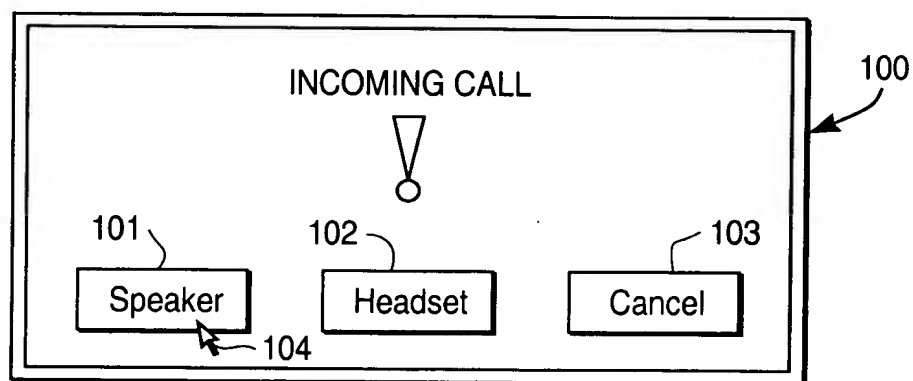 INCOMING CALL
100
101
102
103
Speaker
Headset
Cancel
104